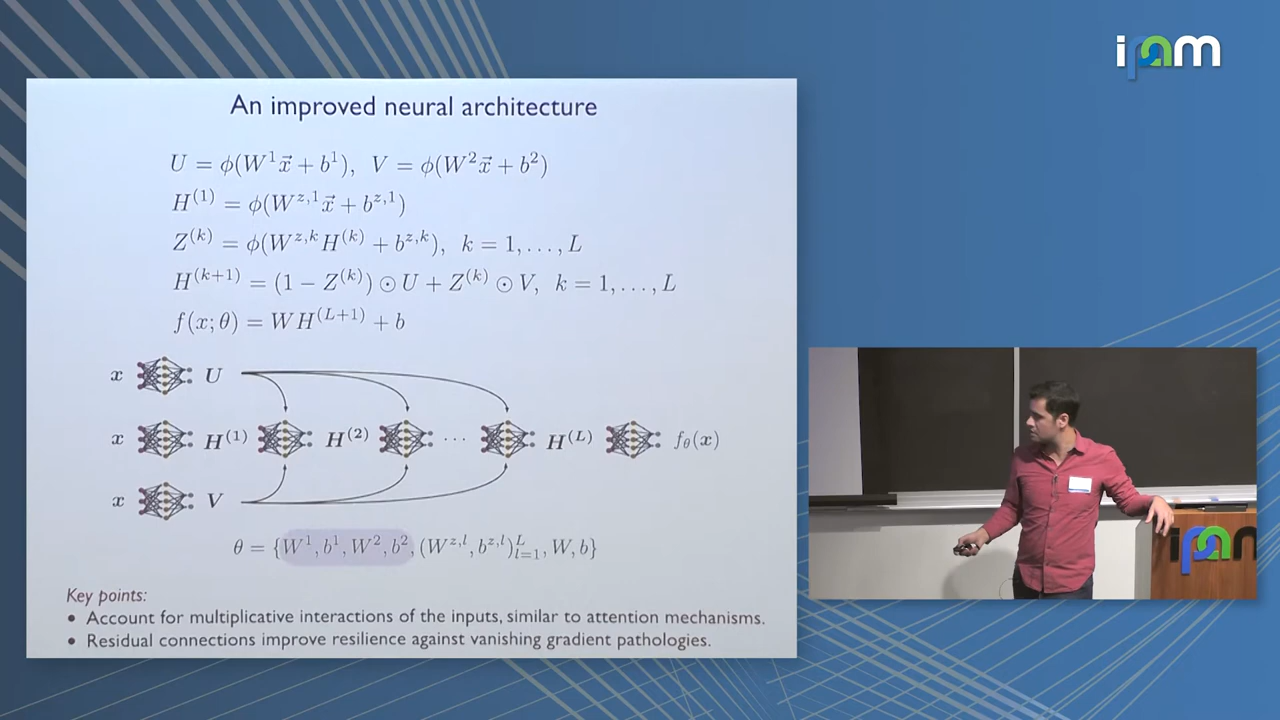 ipam
An improved neural architecture
U = φ(W¹x⃗ + b¹), V = φ(W²x⃗ + b²)
H⁽¹⁾ = φ(W^{z,1}x⃗ + b^{z,1})
Z^{(k)} = φ(W^{z,k}H^{(k)} + b^{z,k}), k = 1, . . . , L
H^{(k+1)} = (1 − Z^{(k)}) ⊙ U + Z^{(k)} ⊙ V, k = 1, . . . , L
f(x; θ) = WH^{(L+1)} + b
x U
x H⁽¹⁾ H⁽²⁾ · · · H^{(L)} f_θ(x)
x V
θ = {W¹, b¹, W², b², (W^{z,l}, b^{z,l})_{l=1}^{L}, W, b}
Key points:
• Account for multiplicative interactions of the inputs, similar to attention mechanisms.
• Residual connections improve resilience against vanishing gradient pathologies.
ipam